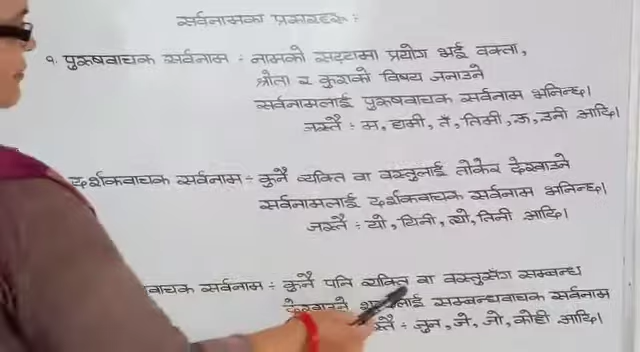 सर्वनामका प्रकारहरू :
१. पुरुषवाचक सर्वनाम : नामको सट्टामा प्रयोग भई वक्ता,
श्रोता र कुराको विषय जनाउने
सर्वनामलाई पुरुषवाचक सर्वनाम भनिन्छ।
जस्तै : म, हामी, तँ, तिमी, ऊ, उनी आदि।
दर्शकवाचक सर्वनाम : कुनै व्यक्ति वा वस्तुलाई तोकेर देखाउने
सर्वनामलाई दर्शकवाचक सर्वनाम भनिन्छ।
जस्तै : यो, यिनी, त्यो, तिनी आदि।
वाचक सर्वनाम : कुनै पनि व्यक्ति वा वस्तुसँग सम्बन्ध
देखाउने सम्बन्धवाचक सर्वनाम
: जुन, जे, जो, कोही आदि।